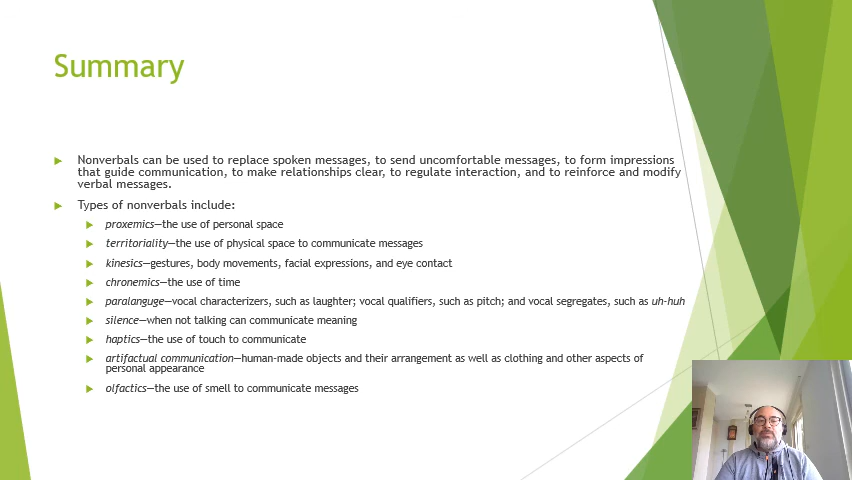 Summary
Nonverbals can be used to replace spoken messages, to send uncomfortable messages, to form impressions
that guide communication, to make relationships clear, to regulate interaction, and to reinforce and modify
verbal messages.
Types of nonverbals include:
proxemics—the use of personal space
territoriality—the use of physical space to communicate messages
kinesics—gestures, body movements, facial expressions, and eye contact
chronemics—the use of time
paralanguge—vocal characterizers, such as laughter; vocal qualifiers, such as pitch; and vocal segregates, such as uh-huh
silence—when not talking can communicate meaning
haptics—the use of touch to communicate
artifactual communication—human-made objects and their arrangement as well as clothing and other aspects of
personal appearance
olfactics—the use of smell to communicate messages